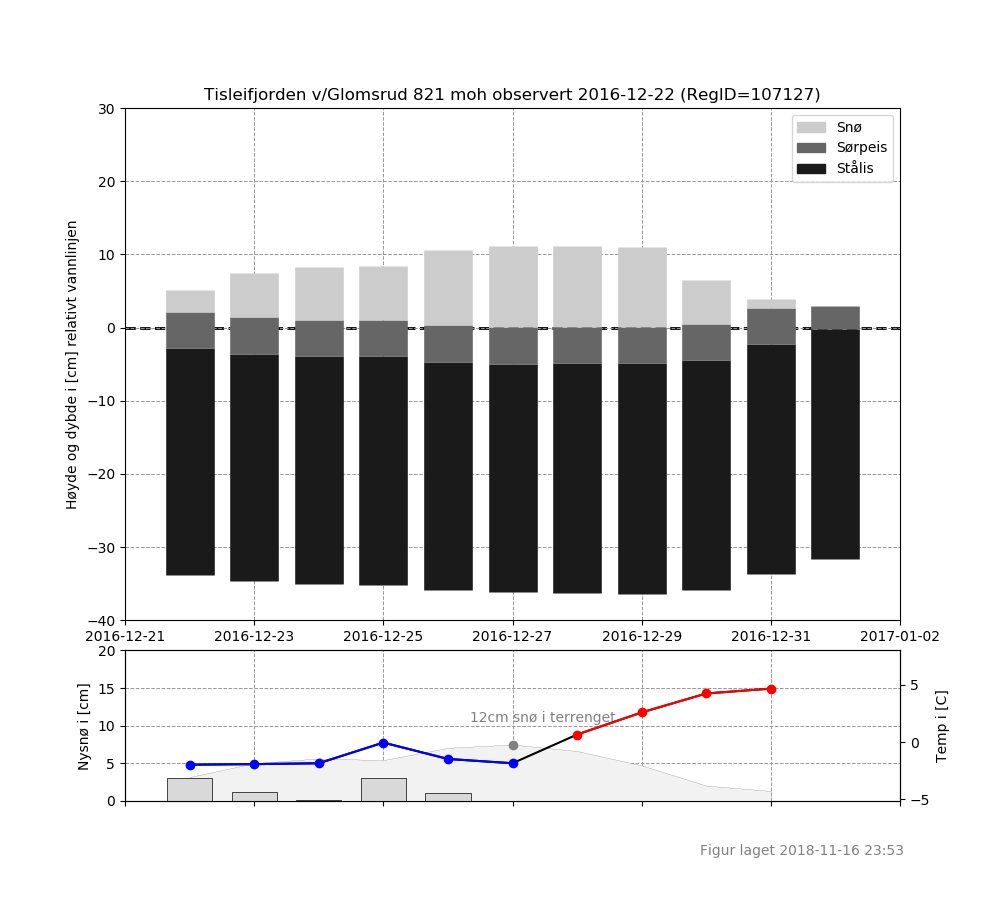 Tisleifjorden v/Glomsrud 821 moh observert 2016-12-22 (RegID=107127)
30
20
10
0
−10
−20
−30
−40
Høyde og dybde i [cm] relativt vannlinjen
Snø
Sørpeis
Stålis
2016-12-21 2016-12-23 2016-12-25 2016-12-27 2016-12-29 2016-12-31 2017-01-02
20
15
10
5
0
Nysnø i [cm]
12cm snø i terrenget
5
0
−5
Temp i [C]
Figur laget 2018-11-16 23:53